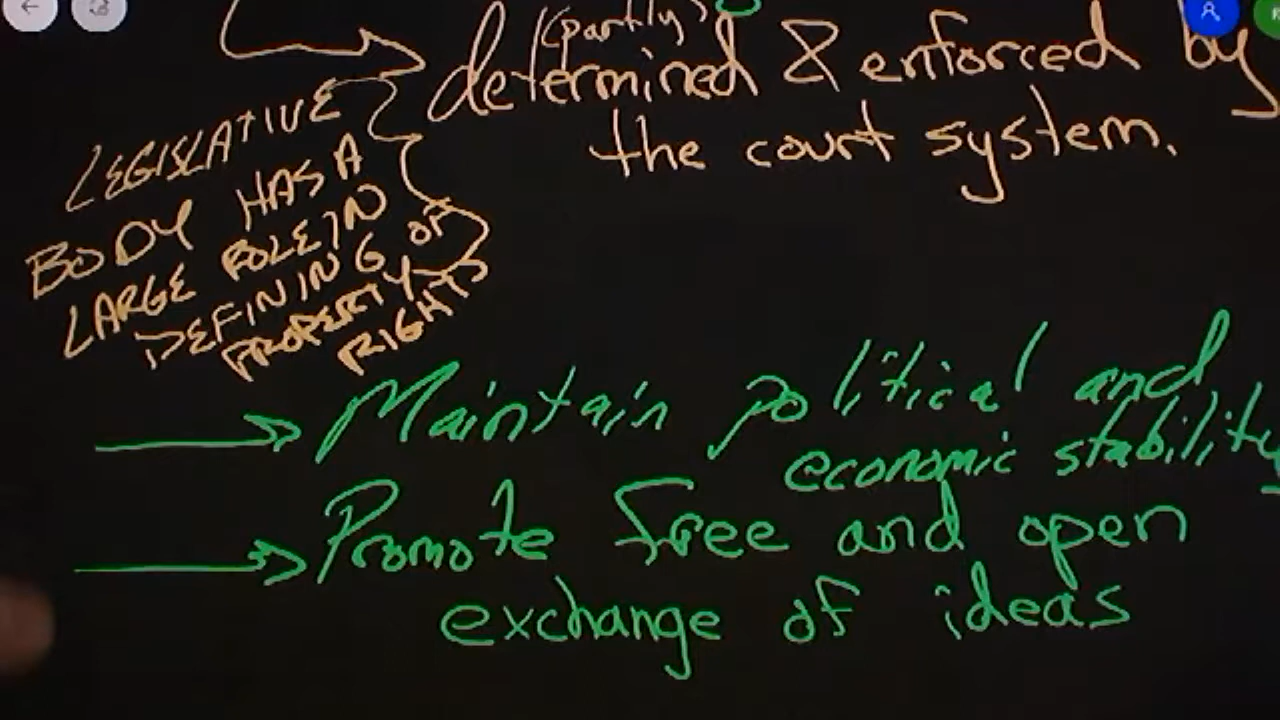 (partly)
determined & enforced by
the court system.
LEGISLATIVE
BODY HAS A
LARGE ROLE IN
DEFINING OF
PROPERTY
RIGHTS
Maintain political and
economic stability
Promote free and open
exchange of ideas